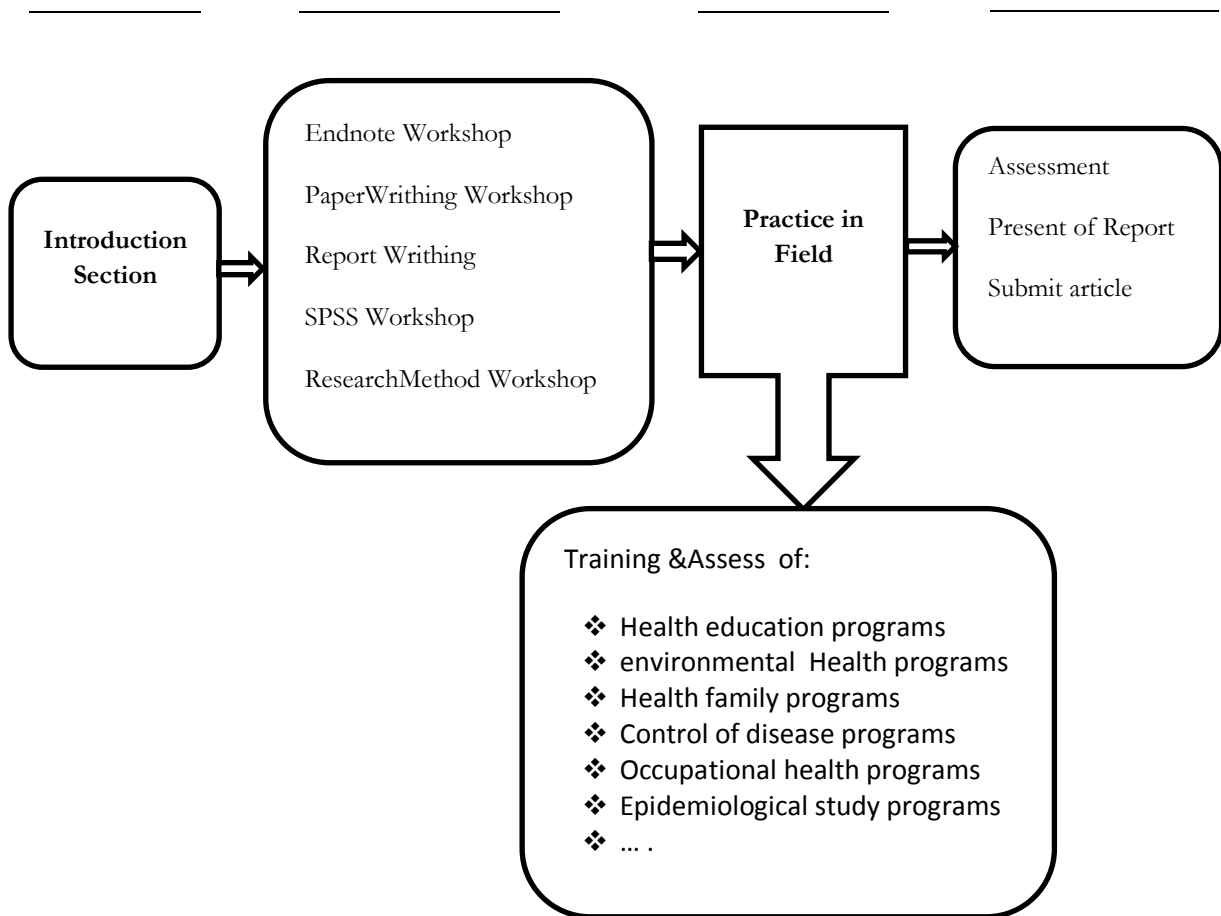 Introduction
Section
Endnote Workshop
PaperWrithing Workshop
Report Writhing
SPSS Workshop
ResearchMethod Workshop
Practice in
Field
Assessment
Present of Report
Submit article
Training &Assess of:
❖ Health education programs
❖ environmental Health programs
❖ Health family programs
❖ Control of disease programs
❖ Occupational health programs
❖ Epidemiological study programs
❖ ... .